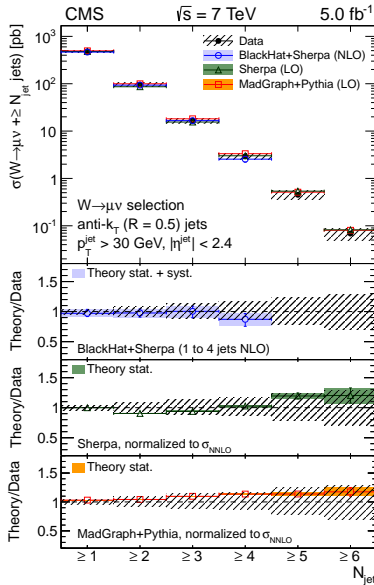 CMS √s = 7 TeV 5.0 fb⁻¹
σ(W→μν +≥ N_jet jets) [pb]
10³
10²
10
1
10⁻¹
Data
BlackHat+Sherpa (NLO)
Sherpa (LO)
MadGraph+Pythia (LO)
W→μν selection
anti-k_T (R = 0.5) jets
p_T^jet > 30 GeV, |η^jet| < 2.4
Theory/Data
1.5
1
0.5
Theory stat. + syst.
BlackHat+Sherpa (1 to 4 jets NLO)
Theory/Data
1.5
1
0.5
Theory stat.
Sherpa, normalized to σ_NNLO
Theory/Data
1.5
1
0.5
Theory stat.
MadGraph+Pythia, normalized to σ_NNLO
≥ 1 ≥ 2 ≥ 3 ≥ 4 ≥ 5 ≥ 6
N_jet